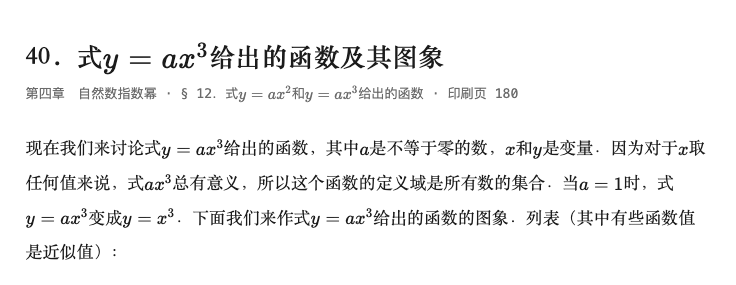 40. 式y = ax³给出的函数及其图象
第四章 自然数指数幂 · § 12. 式y = ax²和y = ax³给出的函数 · 印刷页 180
现在我们来讨论式y = ax³给出的函数，其中a是不等于零的数，x和y是变量．因为对于x取
任何值来说，式ax³总有意义，所以这个函数的定义域是所有数的集合．当a = 1时，式
y = ax³变成y = x³．下面我们来作式y = ax³给出的函数的图象．列表（其中有些函数值
是近似值）：